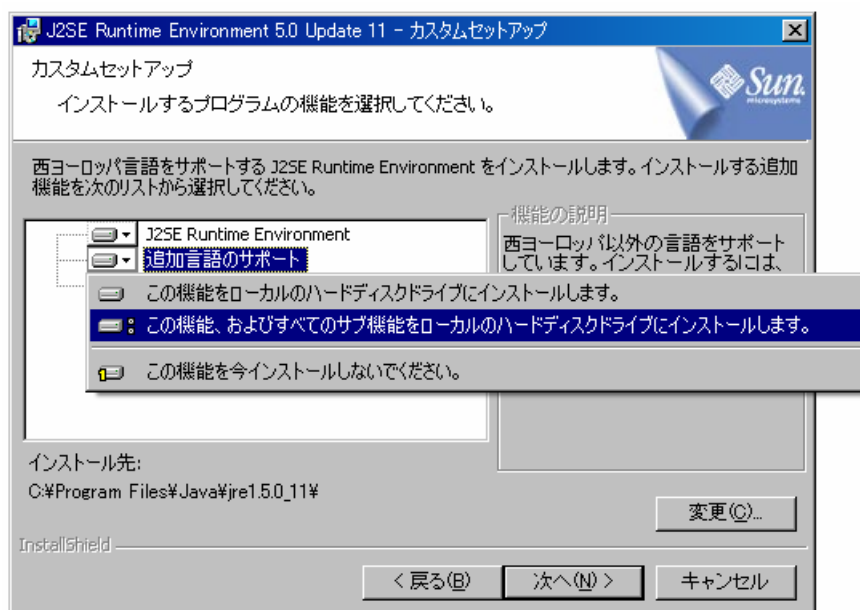 J2SE Runtime Environment 5.0 Update 11 - カスタムセットアップ
カスタムセットアップ
インストールするプログラムの機能を選択してください。
Sun
microsystems
西ヨーロッパ言語をサポートする J2SE Runtime Environment をインストールします。インストールする追加
機能を次のリストから選択してください。
J2SE Runtime Environment
追加言語のサポート
機能の説明
西ヨーロッパ以外の言語をサポート
しています。インストールするには、
この機能をローカルのハードディスクドライブにインストールします。
この機能、およびすべてのサブ機能をローカルのハードディスクドライブにインストールします。
この機能を今インストールしないでください。
インストール先:
C:¥Program Files¥Java¥jre1.5.0_11¥
変更(C)...
InstallShield
< 戻る(B)
次へ(N) >
キャンセル